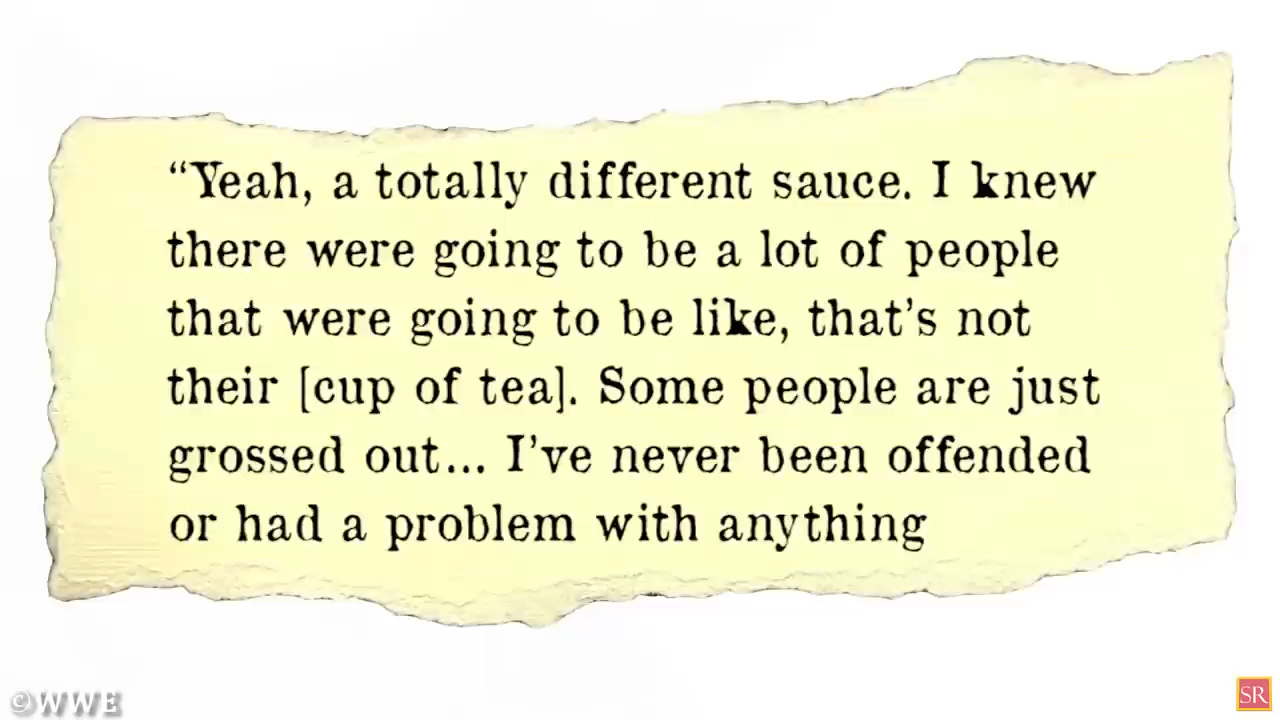 “Yeah, a totally different sauce. I knew
there were going to be a lot of people
that were going to be like, that’s not
their [cup of tea]. Some people are just
grossed out... I’ve never been offended
or had a problem with anything
©WWE
SR